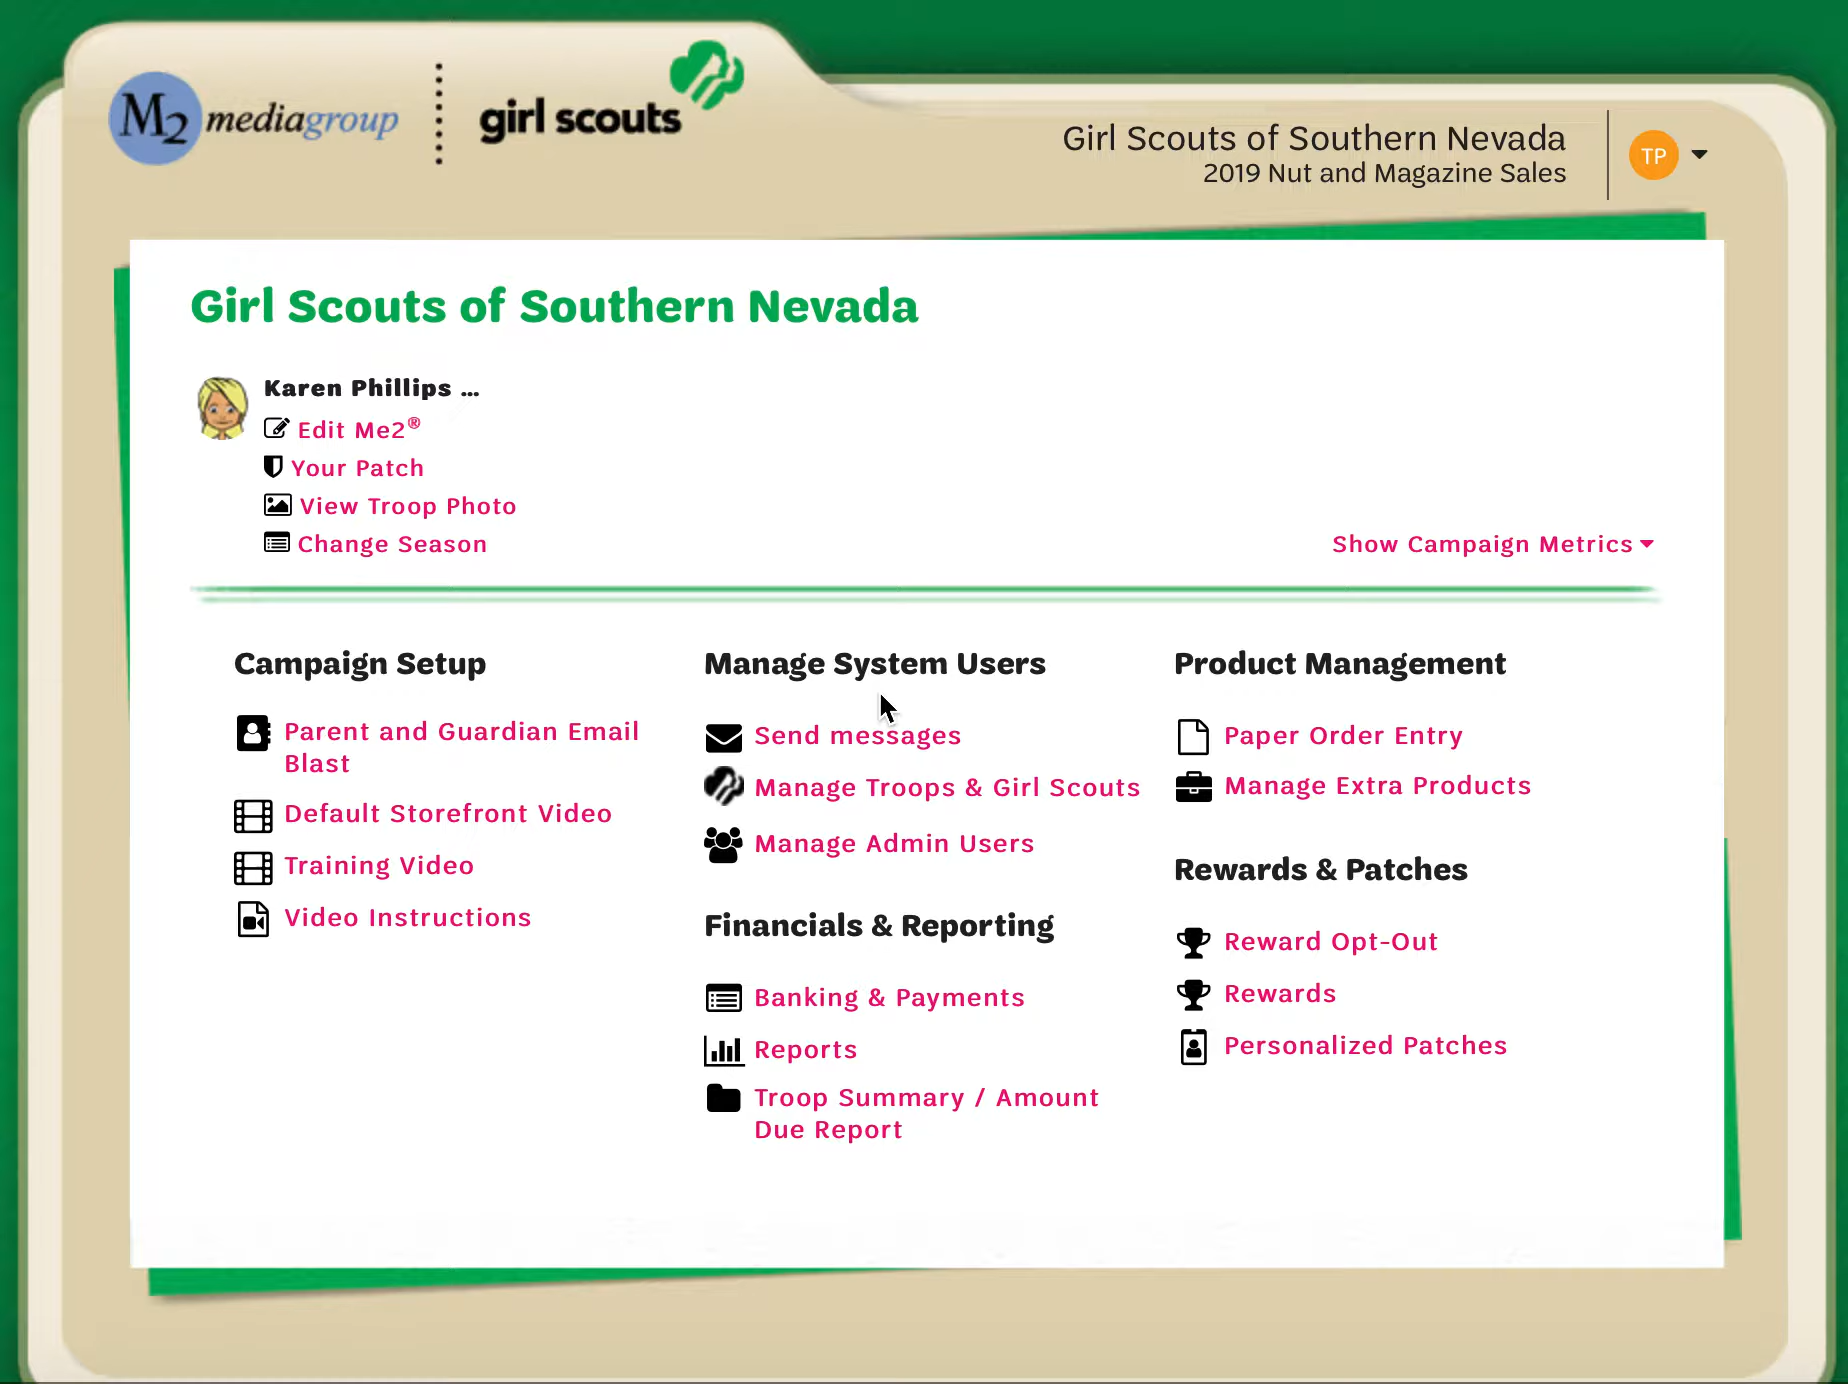 M2 mediagroup
girl scouts
Girl Scouts of Southern Nevada
2019 Nut and Magazine Sales
TP
Girl Scouts of Southern Nevada
Karen Phillips ...
Edit Me2®
Your Patch
View Troop Photo
Change Season
Show Campaign Metrics
Campaign Setup
Parent and Guardian Email
Blast
Default Storefront Video
Training Video
Video Instructions
Manage System Users
Send messages
Manage Troops & Girl Scouts
Manage Admin Users
Financials & Reporting
Banking & Payments
Reports
Troop Summary / Amount
Due Report
Product Management
Paper Order Entry
Manage Extra Products
Rewards & Patches
Reward Opt-Out
Rewards
Personalized Patches